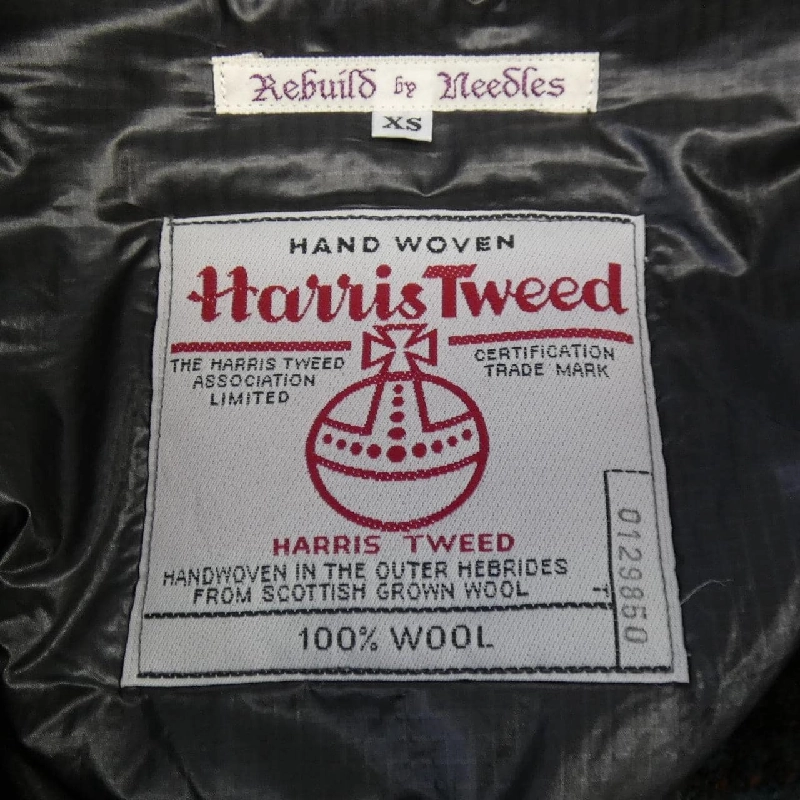 Rebuild by Needles
XS
HAND WOVEN
Harris Tweed
THE HARRIS TWEED
ASSOCIATION
LIMITED
CERTIFICATION
TRADE MARK
HARRIS TWEED
HANDWOVEN IN THE OUTER HEBRIDES
FROM SCOTTISH GROWN WOOL
100% WOOL
0129850